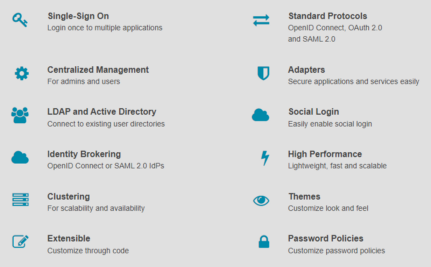 Single-Sign On
Login once to multiple applications
Standard Protocols
OpenID Connect, OAuth 2.0
and SAML 2.0
Centralized Management
For admins and users
Adapters
Secure applications and services easily
LDAP and Active Directory
Connect to existing user directories
Social Login
Easily enable social login
Identity Brokering
OpenID Connect or SAML 2.0 IdPs
High Performance
Lightweight, fast and scalable
Clustering
For scalability and availability
Themes
Customize look and feel
Extensible
Customize through code
Password Policies
Customize password policies